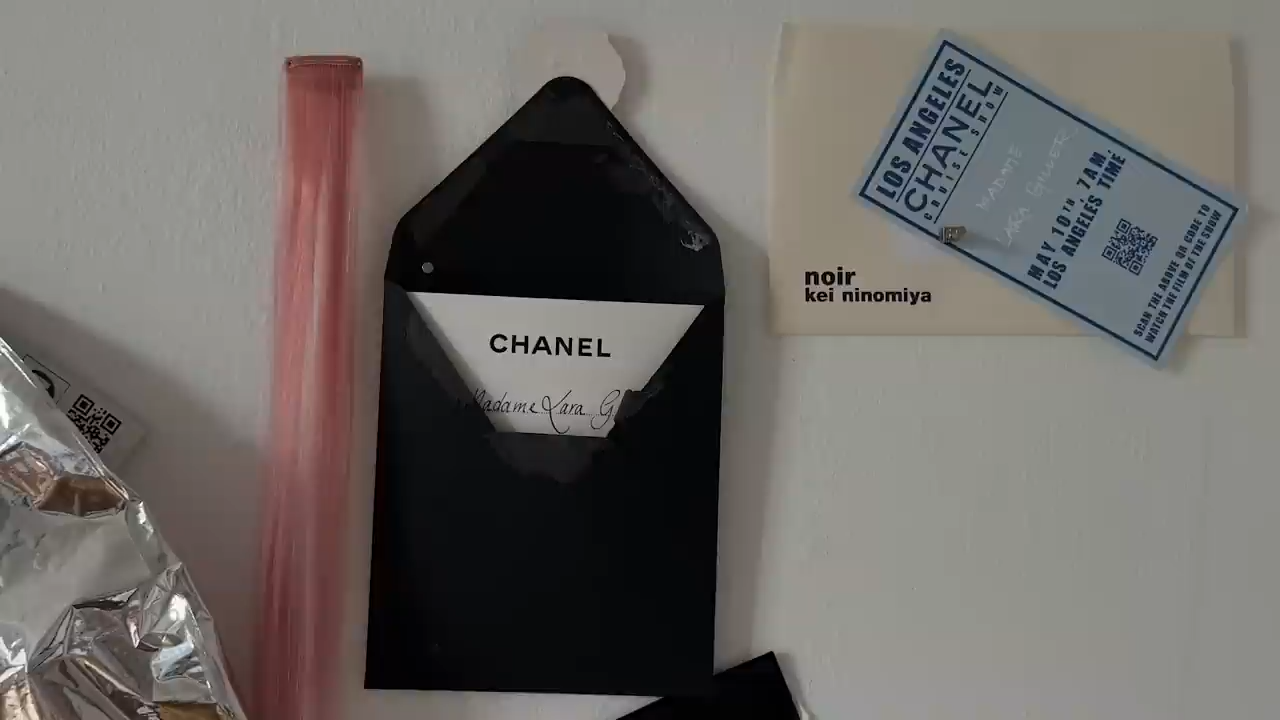 CHANEL
Madame Lara G
noir
kei ninomiya
LOS ANGELES
CHANEL
CRUISE SHOW
MADAME
LARA
MAY 10TH, 7AM,
LOS ANGELES TIME
SCAN THE ABOVE QR CODE TO
WATCH THE FILM OF THE SHOW